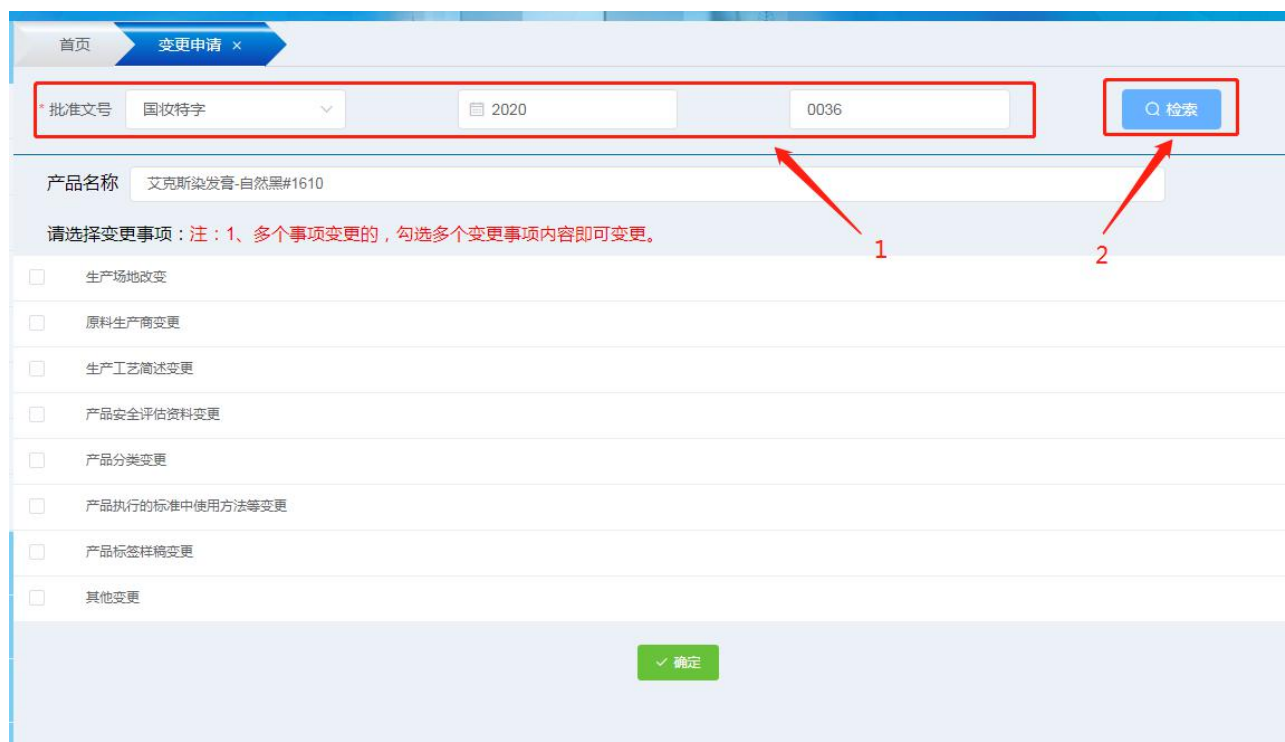 首页 变更申请 ×
* 批准文号 国妆特字 2020 0036 检索
产品名称 艾克斯染发膏-自然黑#1610
请选择变更事项：注：1、多个事项变更的，勾选多个变更事项内容即可变更。
1
2
生产场地改变
原料生产商变更
生产工艺简述变更
产品安全评估资料变更
产品分类变更
产品执行的标准中使用方法等变更
产品标签样稿变更
其他变更
确定